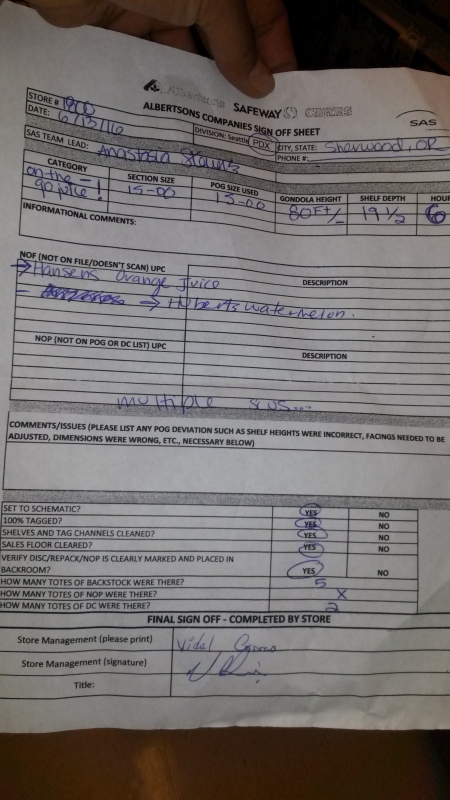 Albertsons SAFEWAY
ALBERTSONS COMPANIES SIGN OFF SHEET
SAS
STORE #
DATE: 6/13/16
DIVISION: Seattle PDX
CITY, STATE: Sherwood, OR
PHONE #:
SAS TEAM LEAD: Anastasia
CATEGORY SECTION SIZE POG SIZE USED GONDOLA HEIGHT SHELF DEPTH HOUR
on-the-go 15-00 15-00 19 1/2 6
INFORMATIONAL COMMENTS:
NOF (NOT ON FILE/DOESN'T SCAN) UPC DESCRIPTION
→ Hansens Orange Juice
→ Huberts watermelon.
NOP (NOT ON POG OR DC LIST) UPC DESCRIPTION
multiple
COMMENTS/ISSUES (PLEASE LIST ANY POG DEVIATION SUCH AS SHELF HEIGHTS WERE INCORRECT, FACINGS NEEDED TO BE
ADJUSTED, DIMENSIONS WERE WRONG, ETC., NECESSARY BELOW)
SET TO SCHEMATIC? YES NO
100% TAGGED? YES NO
SHELVES AND TAG CHANNELS CLEANED? YES NO
SALES FLOOR CLEARED? YES NO
VERIFY DISC/REPACK/NOP IS CLEARLY MARKED AND PLACED IN
BACKROOM? YES NO
HOW MANY TOTES OF BACKSTOCK WERE THERE? 5
HOW MANY TOTES OF NOP WERE THERE? X
HOW MANY TOTES OF DC WERE THERE? 2
FINAL SIGN OFF - COMPLETED BY STORE
Store Management (please print) Vidal
Store Management (signature)
Title: